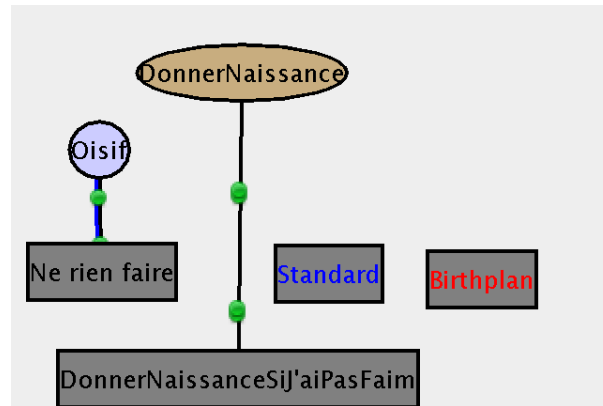 DonnerNaissance
Oisif
Ne rien faire
Standard
Birthplan
DonnerNaissanceSiJ'aiPasFaim